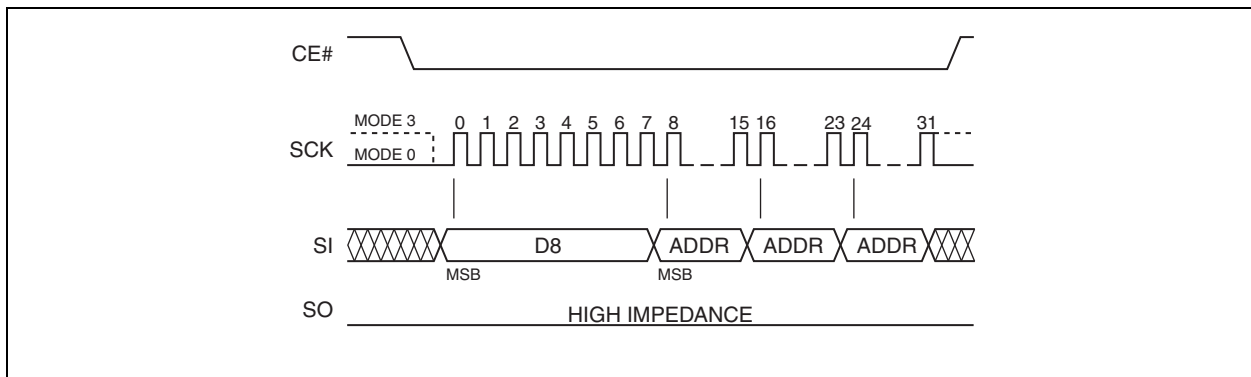 CE#
MODE 3
0 1 2 3 4 5 6 7 8 15 16 23 24 31
SCK
MODE 0
SI
D8 ADDR ADDR ADDR
MSB MSB
SO
HIGH IMPEDANCE